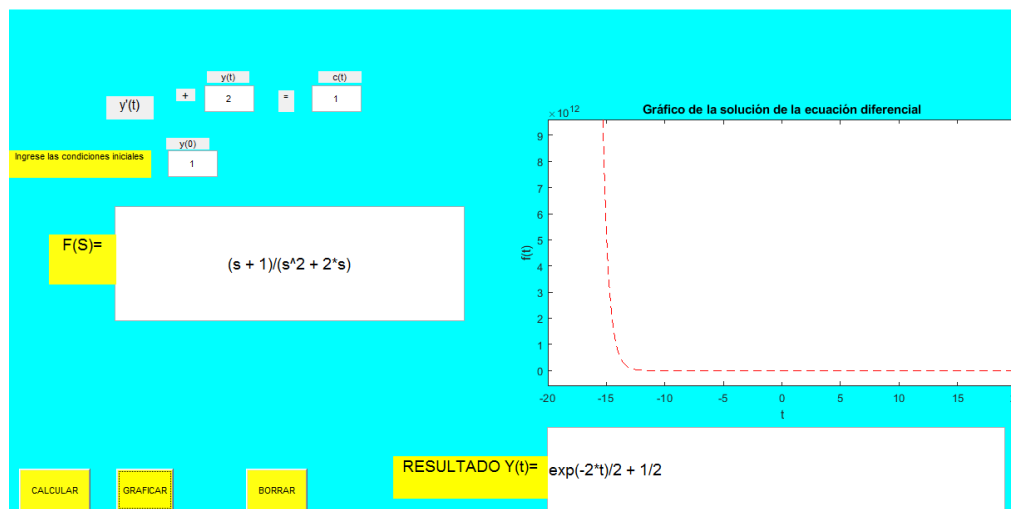 y(t)
c(t)
y'(t)
+
2
=
1
y(0)
Ingrese las condiciones iniciales
1
F(S)=
(s + 1)/(s^2 + 2*s)
Gráfico de la solución de la ecuación diferencial
×10^12
9
8
7
6
5
4
3
2
1
0
f(t)
-20
-15
-10
-5
0
5
10
15
t
RESULTADO Y(t)=
exp(-2*t)/2 + 1/2
CALCULAR
GRAFICAR
BORRAR